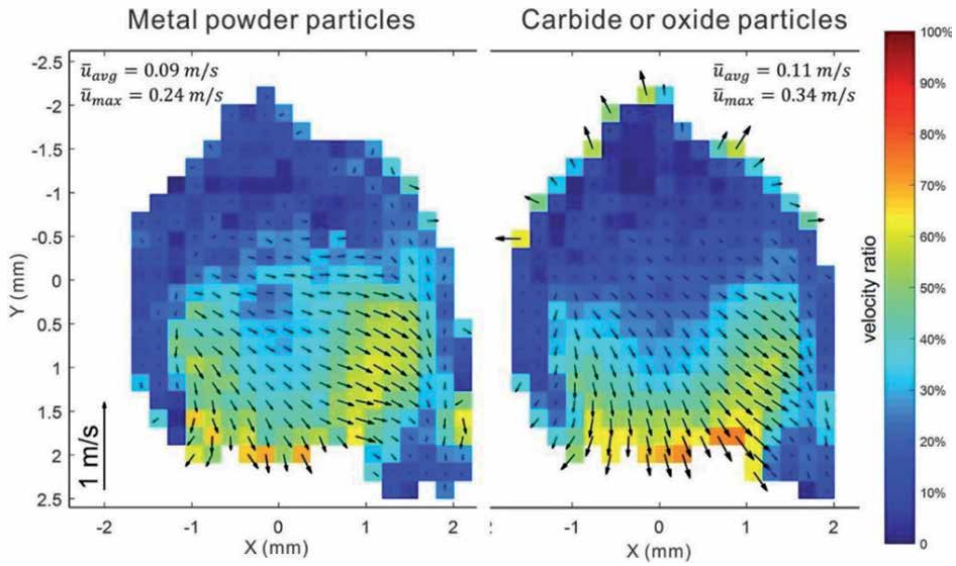 Metal powder particles
Carbide or oxide particles
ū_avg = 0.09 m/s
ū_max = 0.24 m/s
ū_avg = 0.11 m/s
ū_max = 0.34 m/s
-2.5
-2
-1.5
-1
-0.5
0
0.5
1
1.5
2
2.5
Y (mm)
1 m/s
-2 -1 0 1 2
X (mm)
-1 0 1 2
X (mm)
100%
90%
80%
70%
60%
50%
40%
30%
20%
10%
velocity ratio